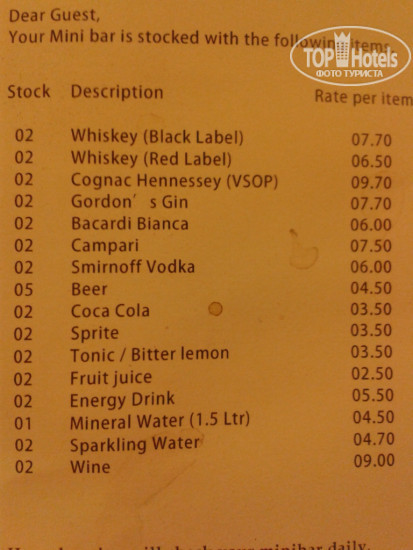 Dear Guest,
Your Mini bar is stocked with the following items.
TOP Hotels
ФОТО ТУРИСТА
Stock Description Rate per item
02 Whiskey (Black Label) 07.70
02 Whiskey (Red Label) 06.50
02 Cognac Hennessey (VSOP) 09.70
02 Gordon's Gin 07.70
02 Bacardi Bianca 06.00
02 Campari 07.50
02 Smirnoff Vodka 06.00
05 Beer 04.50
02 Coca Cola 03.50
02 Sprite 03.50
02 Tonic / Bitter lemon 03.50
02 Fruit juice 02.50
02 Energy Drink 05.50
01 Mineral Water (1.5 Ltr) 04.50
02 Sparkling Water 04.70
02 Wine 09.00
your minibar daily.